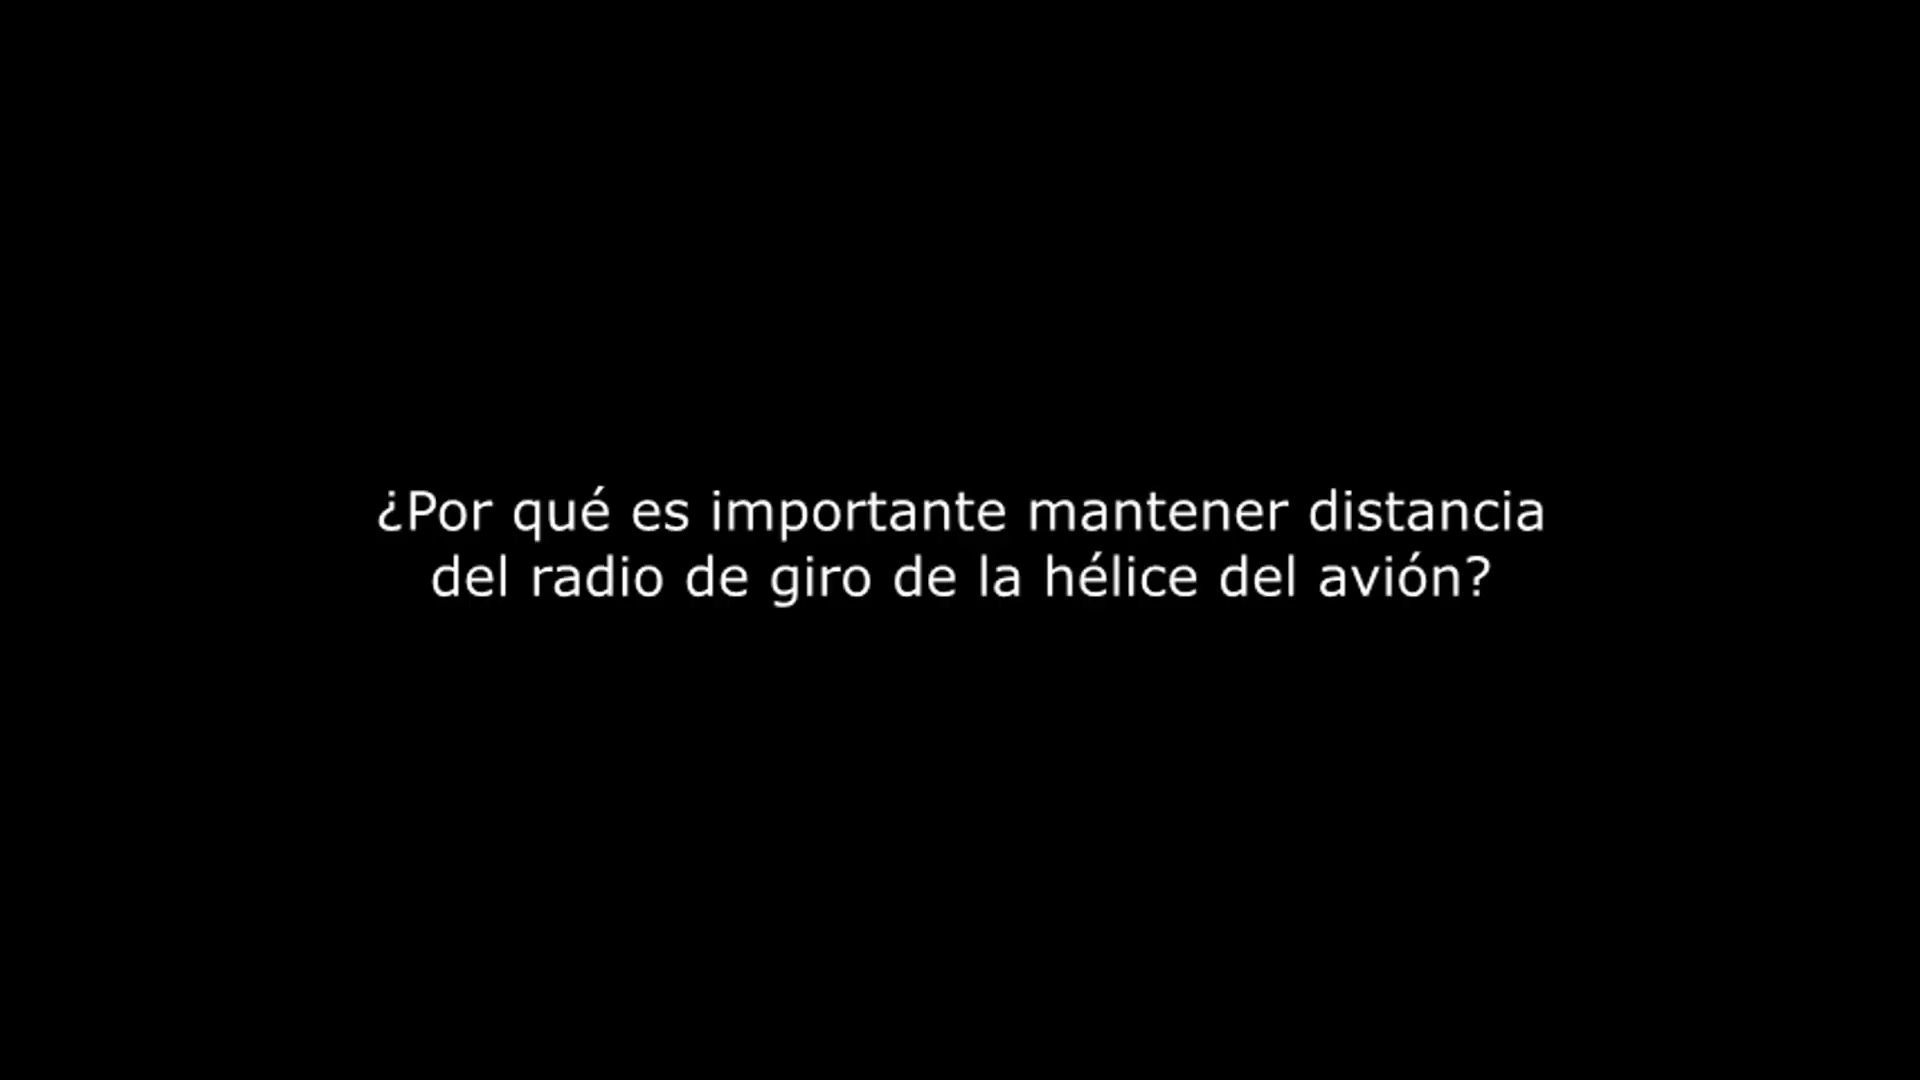 ¿Por qué es importante mantener distancia
del radio de giro de la hélice del avión?